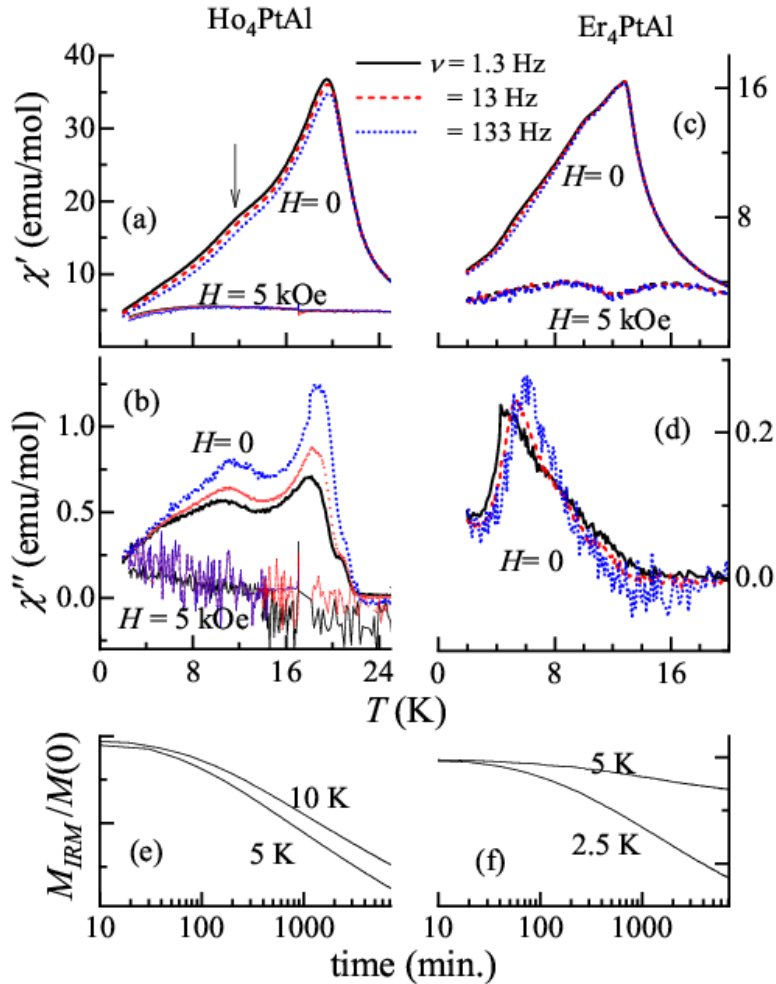 Ho₄PtAl
Er₄PtAl
40
30
20
10
χ′ (emu/mol)
(a)
H = 0
H = 5 kOe
ν = 1.3 Hz
= 13 Hz
= 133 Hz
(c)
H = 0
H = 5 kOe
16
8
χ″ (emu/mol)
1.0
0.5
0.0
(b)
H = 0
H = 5 kOe
(d)
H = 0
0.2
0.0
0 8 16 24
0 8 16
T (K)
M_IRM/M(0)
10 K
5 K
(e)
5 K
2.5 K
(f)
10 100 1000
10 100 1000
time (min.)